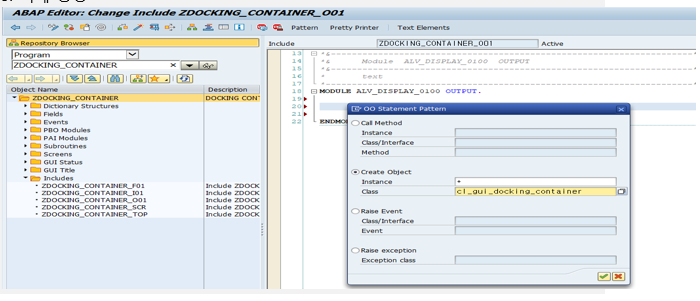 ABAP Editor: Change Include ZDOCKING_CONTAINER_O01
Pattern Pretty Printer Text Elements
Repository Browser
Program
ZDOCKING_CONTAINER
Object Name Description
ZDOCKING_CONTAINER DOCKING CONT
Dictionary Structures
Fields
Events
PBO Modules
PAI Modules
Subroutines
Screens
GUI Status
GUI Title
Includes
ZDOCKING_CONTAINER_F01 Include ZDOCK
ZDOCKING_CONTAINER_I01 Include ZDOCK
ZDOCKING_CONTAINER_O01 Include ZDOCK
ZDOCKING_CONTAINER_SCR Include ZDOCK
ZDOCKING_CONTAINER_TOP Include ZDOCK
Include ZDOCKING_CONTAINER_O01 Active
13 *&---
14 *& Module ALV_DISPLAY_0100 OUTPUT
15 *&---
16 * text
17 *---
18 MODULE ALV_DISPLAY_0100 OUTPUT.
19
20
21
22 ENDMO
OO Statement Pattern
Call Method
Instance
Class/Interface
Method
Create Object
Instance *
Class cl_gui_docking_container
Raise Event
Class/Interface
Event
Raise exception
Exception class